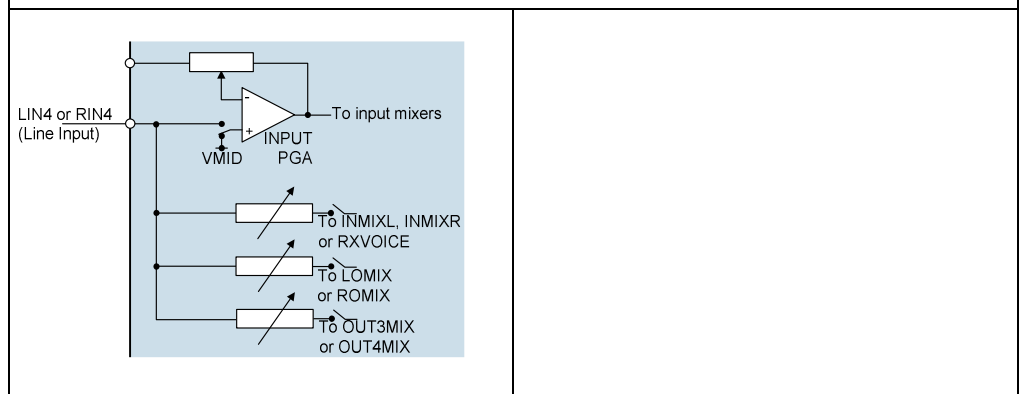 LIN4 or RIN4
(Line Input)
-
+
To input mixers
INPUT
PGA
VMID
To INMIXL, INMIXR
or RXVOICE
To LOMIX
or ROMIX
To OUT3MIX
or OUT4MIX